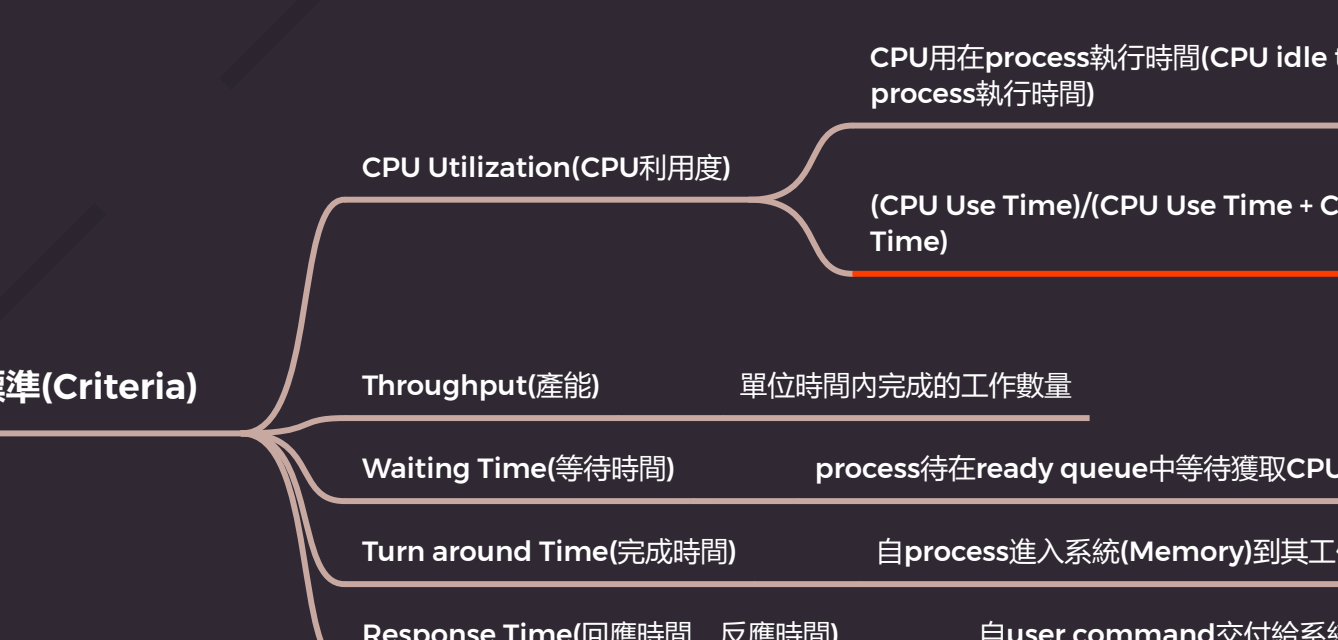 CPU用在process執行時間(CPU idle
process執行時間)
CPU Utilization(CPU利用度)
(CPU Use Time)/(CPU Use Time +
Time)
準(Criteria)
Throughput(產能) 單位時間內完成的工作數量
Waiting Time(等待時間) process待在ready queue中等待獲取CPU
Turn around Time(完成時間) 自process進入系統(Memory)到其工
Response Time(回應時間、反應時間) 自user command交付給系統